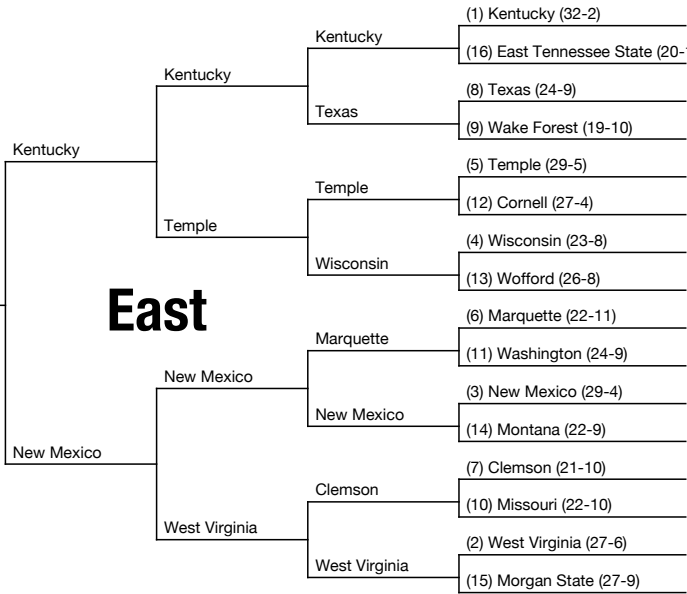 (1) Kentucky (32-2)
Kentucky
(16) East Tennessee State (20-
Kentucky
(8) Texas (24-9)
Texas
(9) Wake Forest (19-10)
Kentucky
(5) Temple (29-5)
Temple
(12) Cornell (27-4)
Temple
(4) Wisconsin (23-8)
Wisconsin
(13) Wofford (26-8)
East
(6) Marquette (22-11)
Marquette
(11) Washington (24-9)
New Mexico
(3) New Mexico (29-4)
New Mexico
(14) Montana (22-9)
New Mexico
(7) Clemson (21-10)
Clemson
(10) Missouri (22-10)
West Virginia
(2) West Virginia (27-6)
West Virginia
(15) Morgan State (27-9)